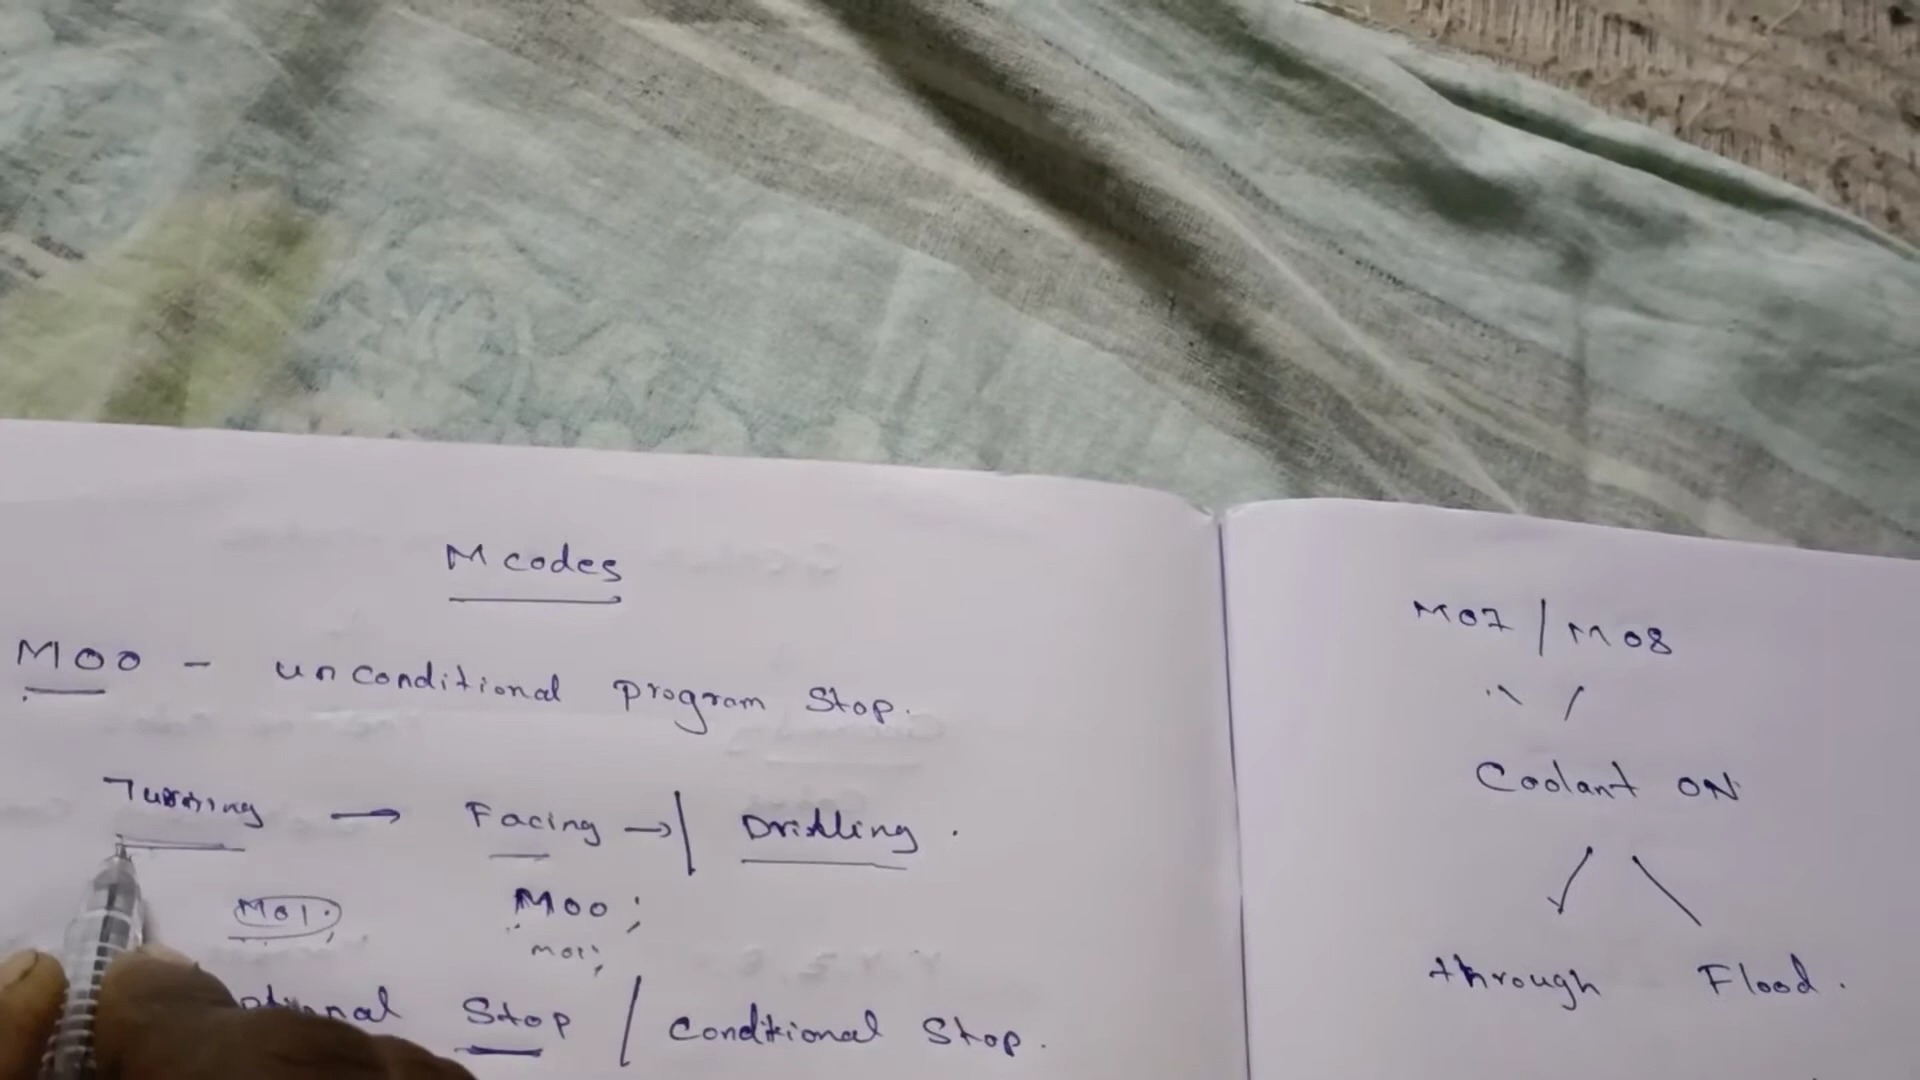 M codes
M00 - unconditional program Stop.
Turning → Facing → | Drilling .
M01; M00 ;
M01;
Stop / Conditional Stop.
M07 / M08
Coolant ON
through Flood .